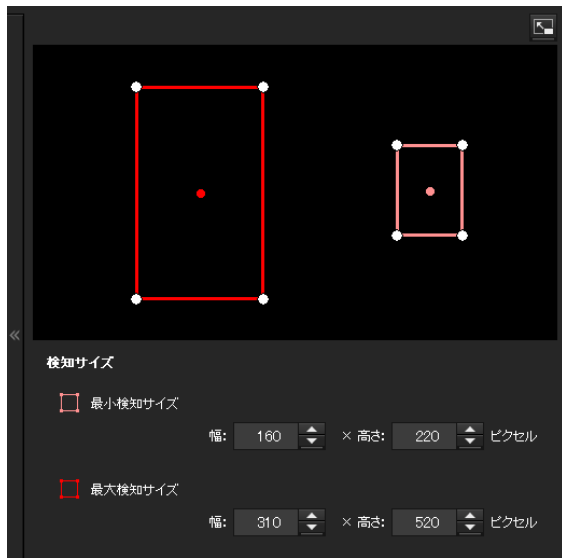 検知サイズ
最小検知サイズ
幅: 160 × 高さ: 220 ピクセル
最大検知サイズ
幅: 310 × 高さ: 520 ピクセル